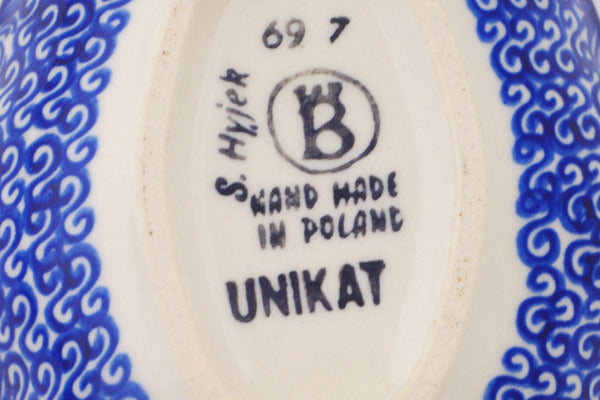 69 7
S. Hyjek
B
HAND MADE
IN POLAND
UNIKAT